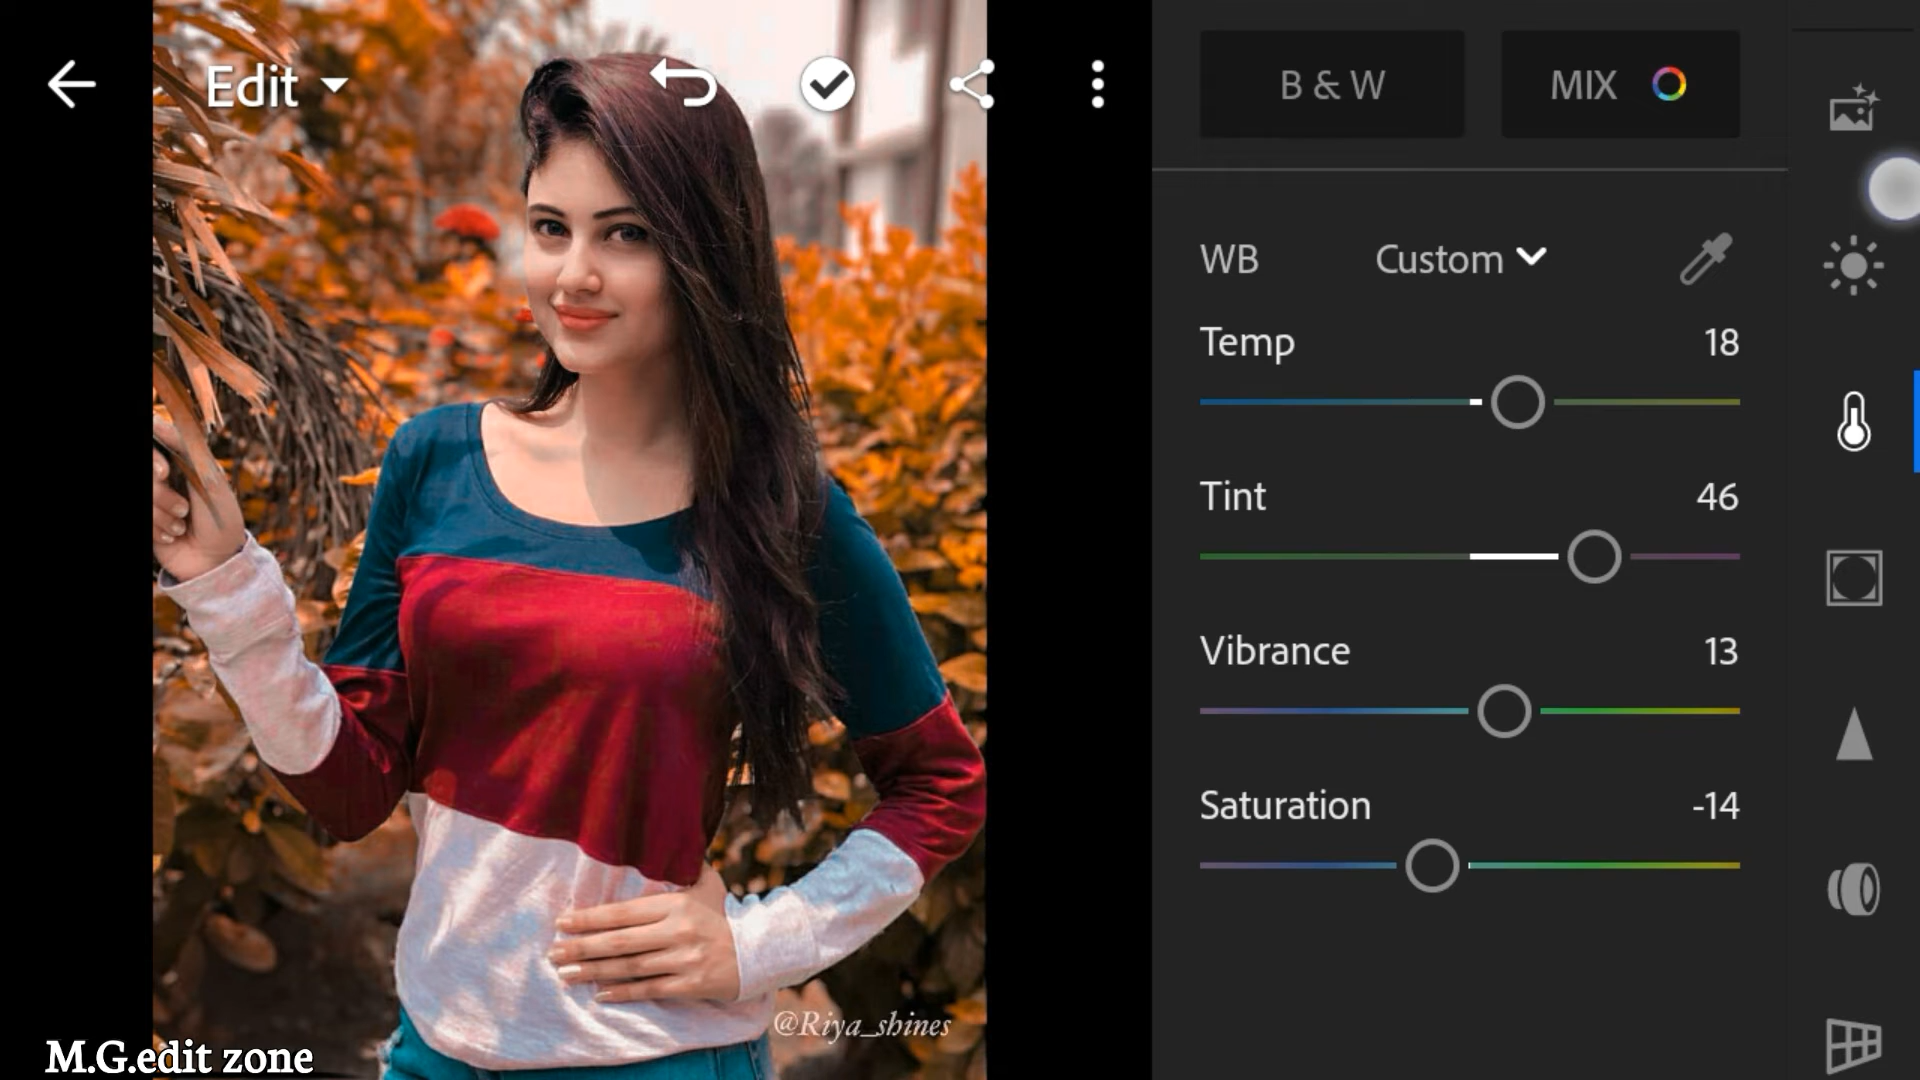 Edit
B & W
MIX
WB
Custom
Temp
18
Tint
46
Vibrance
13
Saturation
-14
@Riya_shines
M.G.edit zone